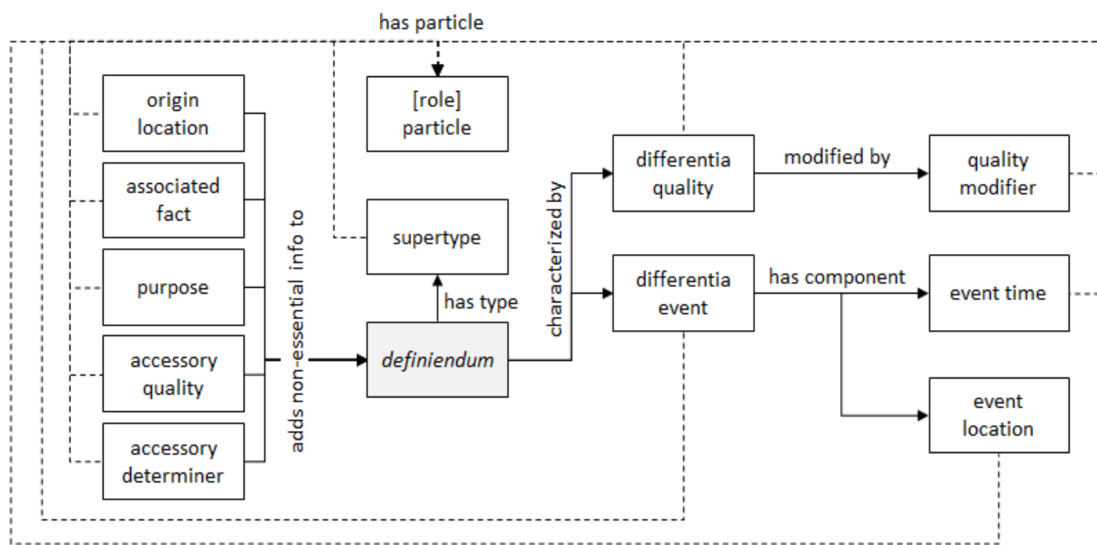 has particle
origin
location
[role]
particle
associated
fact
supertype
purpose
has type
definiendum
accessory
quality
accessory
determiner
adds non-essential info to
characterized by
differentia
quality
modified by
quality
modifier
differentia
event
has component
event time
event
location